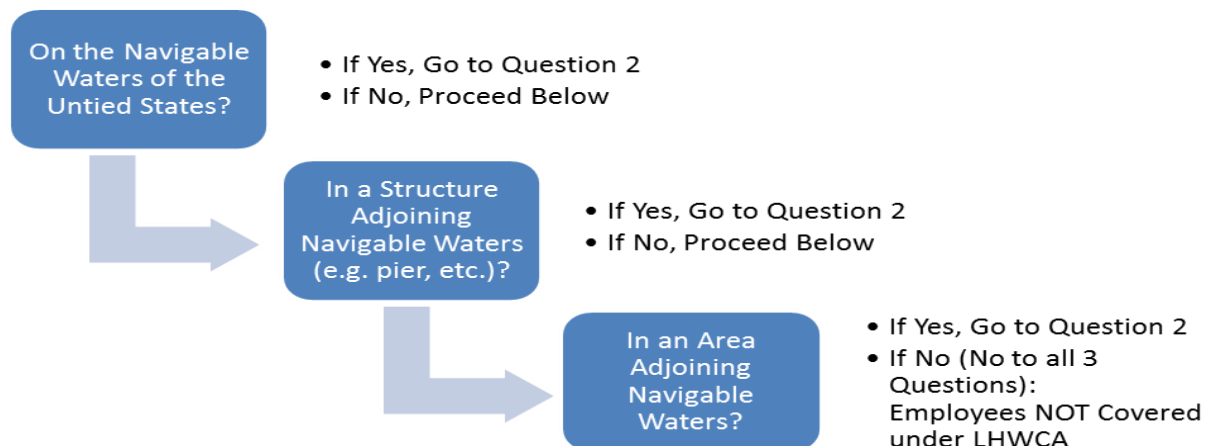 On the Navigable
Waters of the
Untied States?
• If Yes, Go to Question 2
• If No, Proceed Below
In a Structure
Adjoining
Navigable Waters
(e.g. pier, etc.)?
• If Yes, Go to Question 2
• If No, Proceed Below
In an Area
Adjoining
Navigable
Waters?
• If Yes, Go to Question 2
• If No (No to all 3
Questions):
Employees NOT Covered
under LHWCA